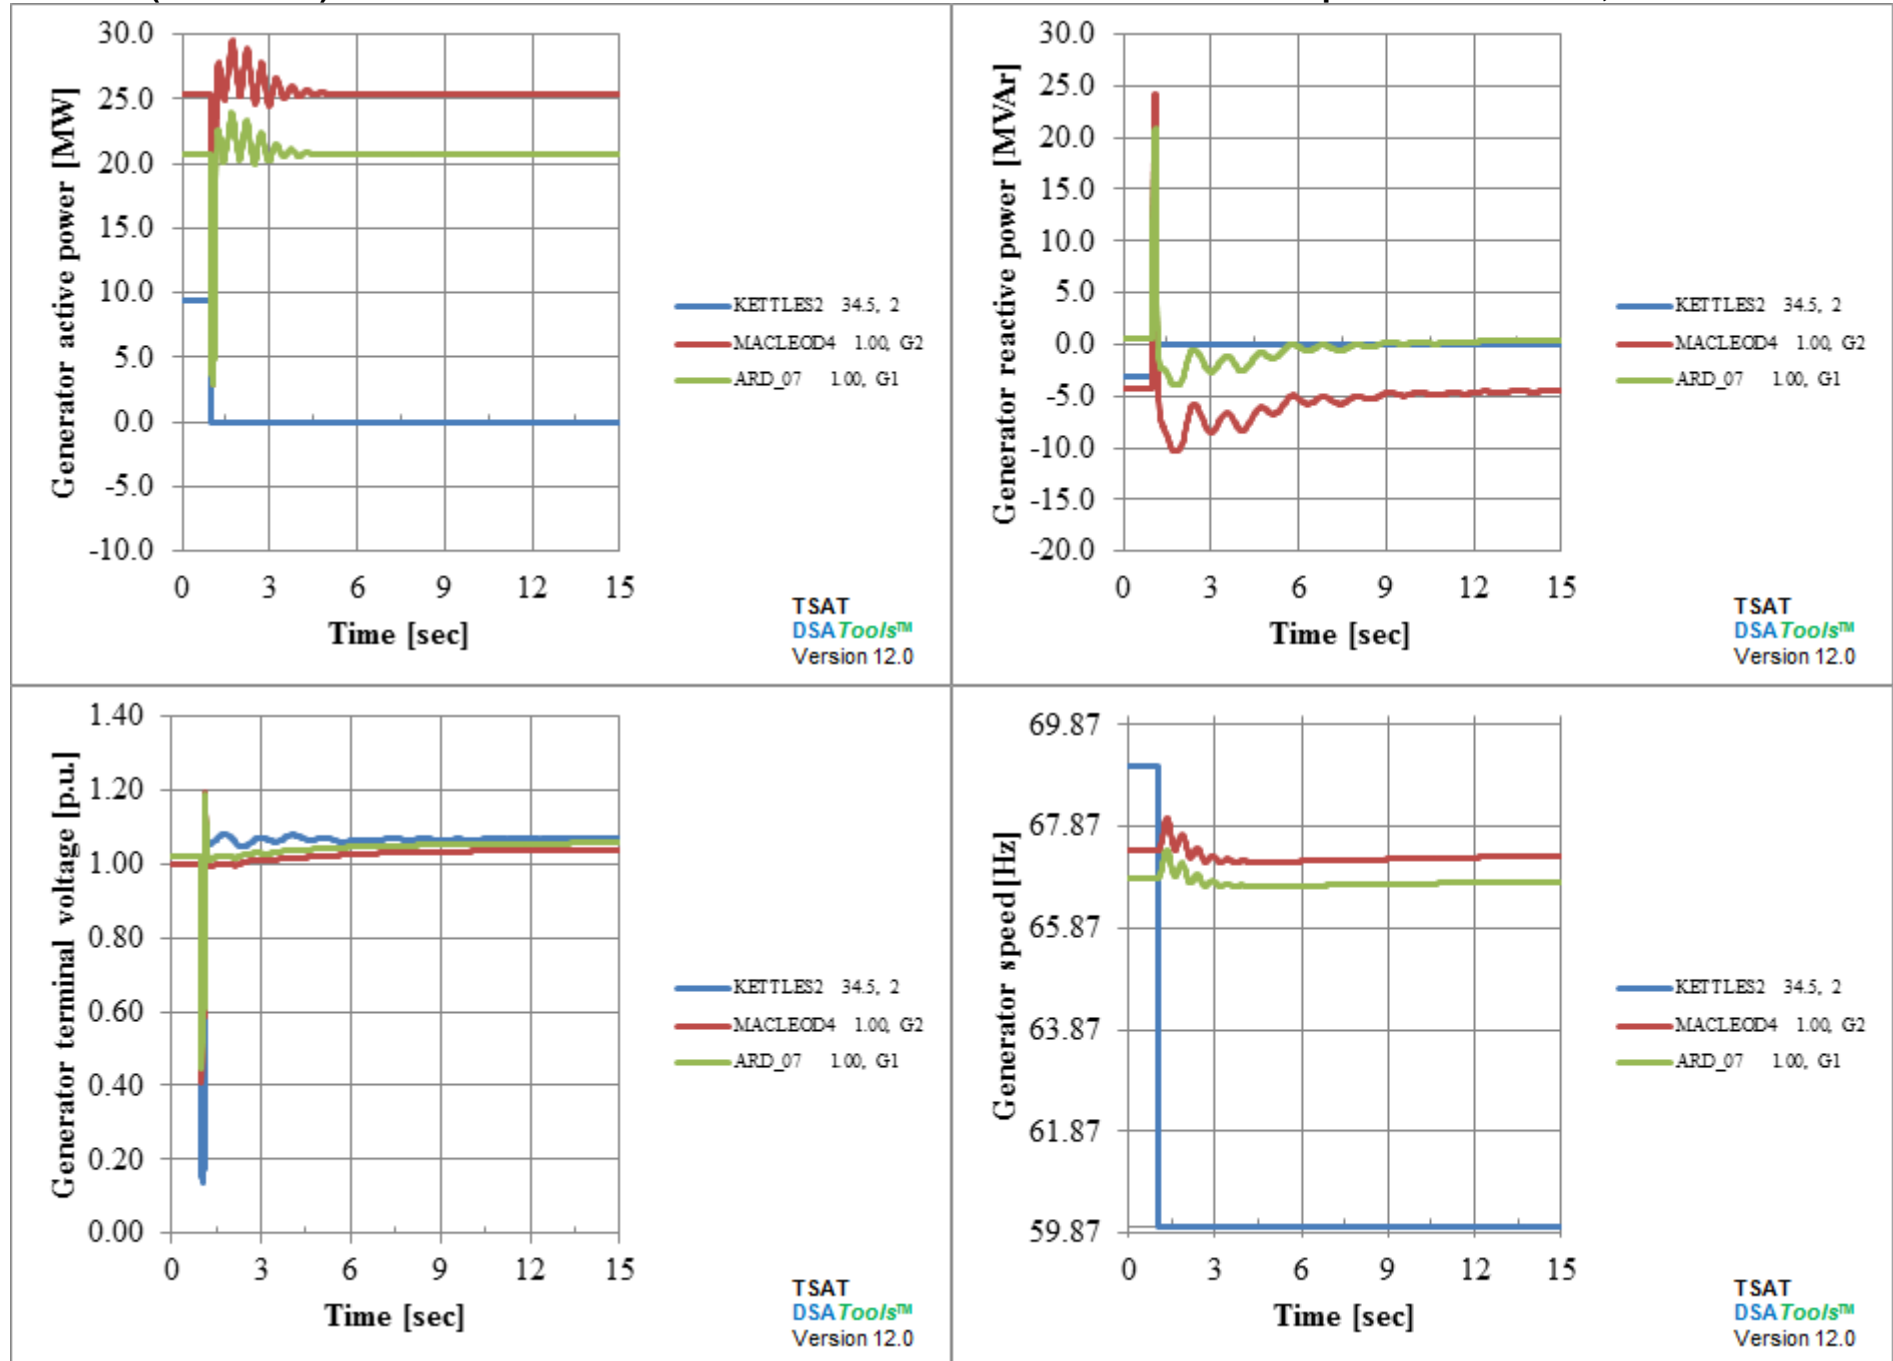 Generator active power [MW]
30.0
25.0
20.0
15.0
10.0
5.0
0.0
-5.0
-10.0
0 3 6 9 12 15
Time [sec]
KETTLES2 34.5, 2
MACLEOD4 1.00, G2
ARD_07 1.00, G1
TSAT
DSATools™
Version 12.0
Generator reactive power [MVAr]
30.0
25.0
20.0
15.0
10.0
5.0
0.0
-5.0
-10.0
-15.0
-20.0
0 3 6 9 12 15
Time [sec]
KETTLES2 34.5, 2
MACLEOD4 1.00, G2
ARD_07 1.00, G1
TSAT
DSATools™
Version 12.0
Generator terminal voltage [p.u.]
1.40
1.20
1.00
0.80
0.60
0.40
0.20
0.00
0 3 6 9 12 15
Time [sec]
KETTLES2 34.5, 2
MACLEOD4 1.00, G2
ARD_07 1.00, G1
TSAT
DSATools™
Version 12.0
Generator speed[Hz]
69.87
67.87
65.87
63.87
61.87
59.87
0 3 6 9 12 15
Time [sec]
KETTLES2 34.5, 2
MACLEOD4 1.00, G2
ARD_07 1.00, G1
TSAT
DSATools™
Version 12.0